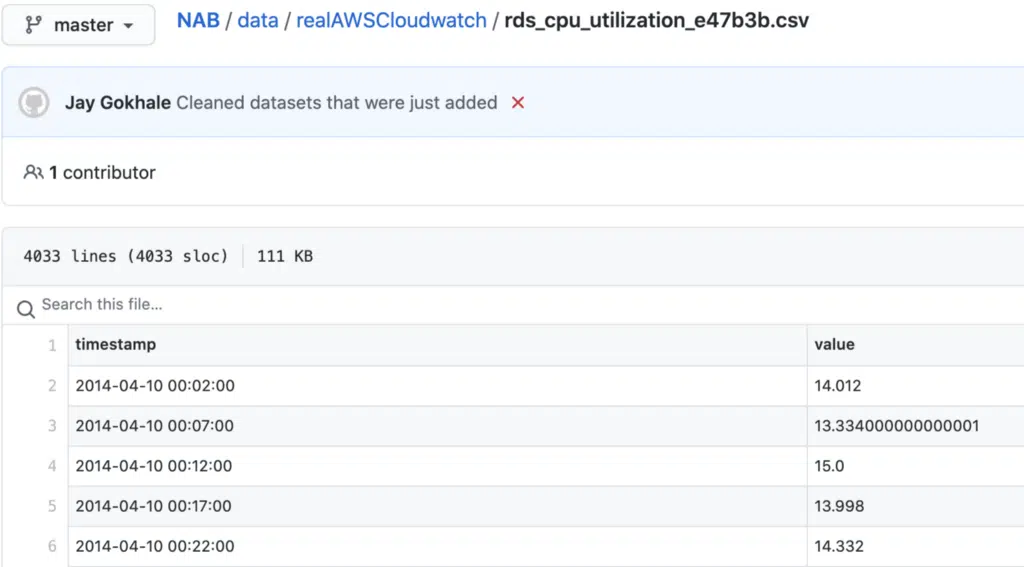 master NAB / data / realAWSCloudwatch / rds_cpu_utilization_e47b3b.csv
Jay Gokhale Cleaned datasets that were just added
1 contributor
4033 lines (4033 sloc) 111 KB
Search this file...
1 timestamp value
2 2014-04-10 00:02:00 14.012
3 2014-04-10 00:07:00 13.334000000000001
4 2014-04-10 00:12:00 15.0
5 2014-04-10 00:17:00 13.998
6 2014-04-10 00:22:00 14.332